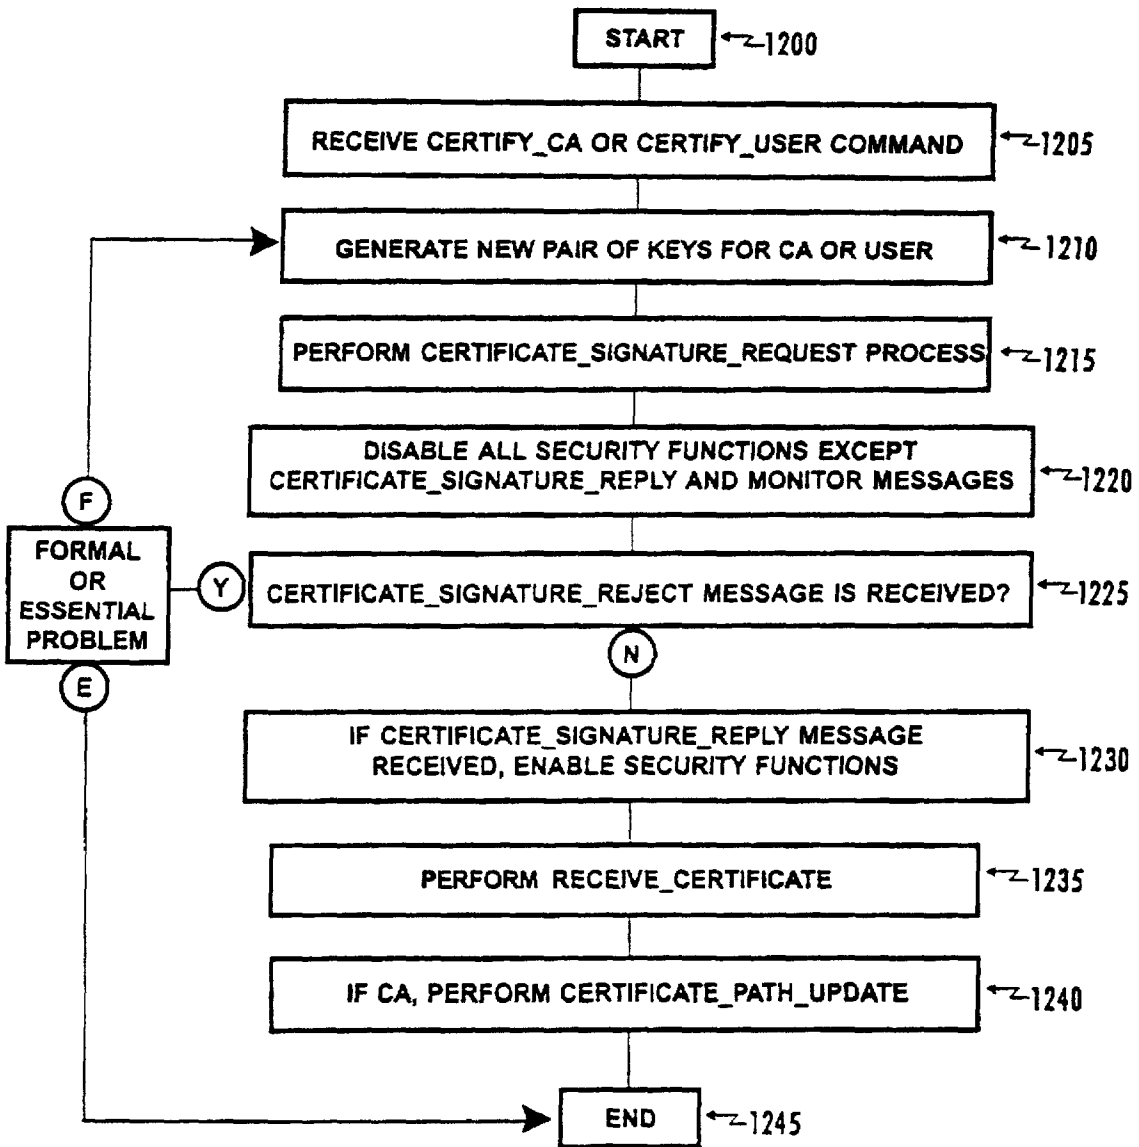 START
1200
RECEIVE CERTIFY_CA OR CERTIFY_USER COMMAND
1205
GENERATE NEW PAIR OF KEYS FOR CA OR USER
1210
PERFORM CERTIFICATE_SIGNATURE_REQUEST PROCESS
1215
DISABLE ALL SECURITY FUNCTIONS EXCEPT
CERTIFICATE_SIGNATURE_REPLY AND MONITOR MESSAGES
1220
F
FORMAL
OR
ESSENTIAL
PROBLEM
E
Y
CERTIFICATE_SIGNATURE_REJECT MESSAGE IS RECEIVED?
1225
N
IF CERTIFICATE_SIGNATURE_REPLY MESSAGE
RECEIVED, ENABLE SECURITY FUNCTIONS
1230
PERFORM RECEIVE_CERTIFICATE
1235
IF CA, PERFORM CERTIFICATE_PATH_UPDATE
1240
END
1245